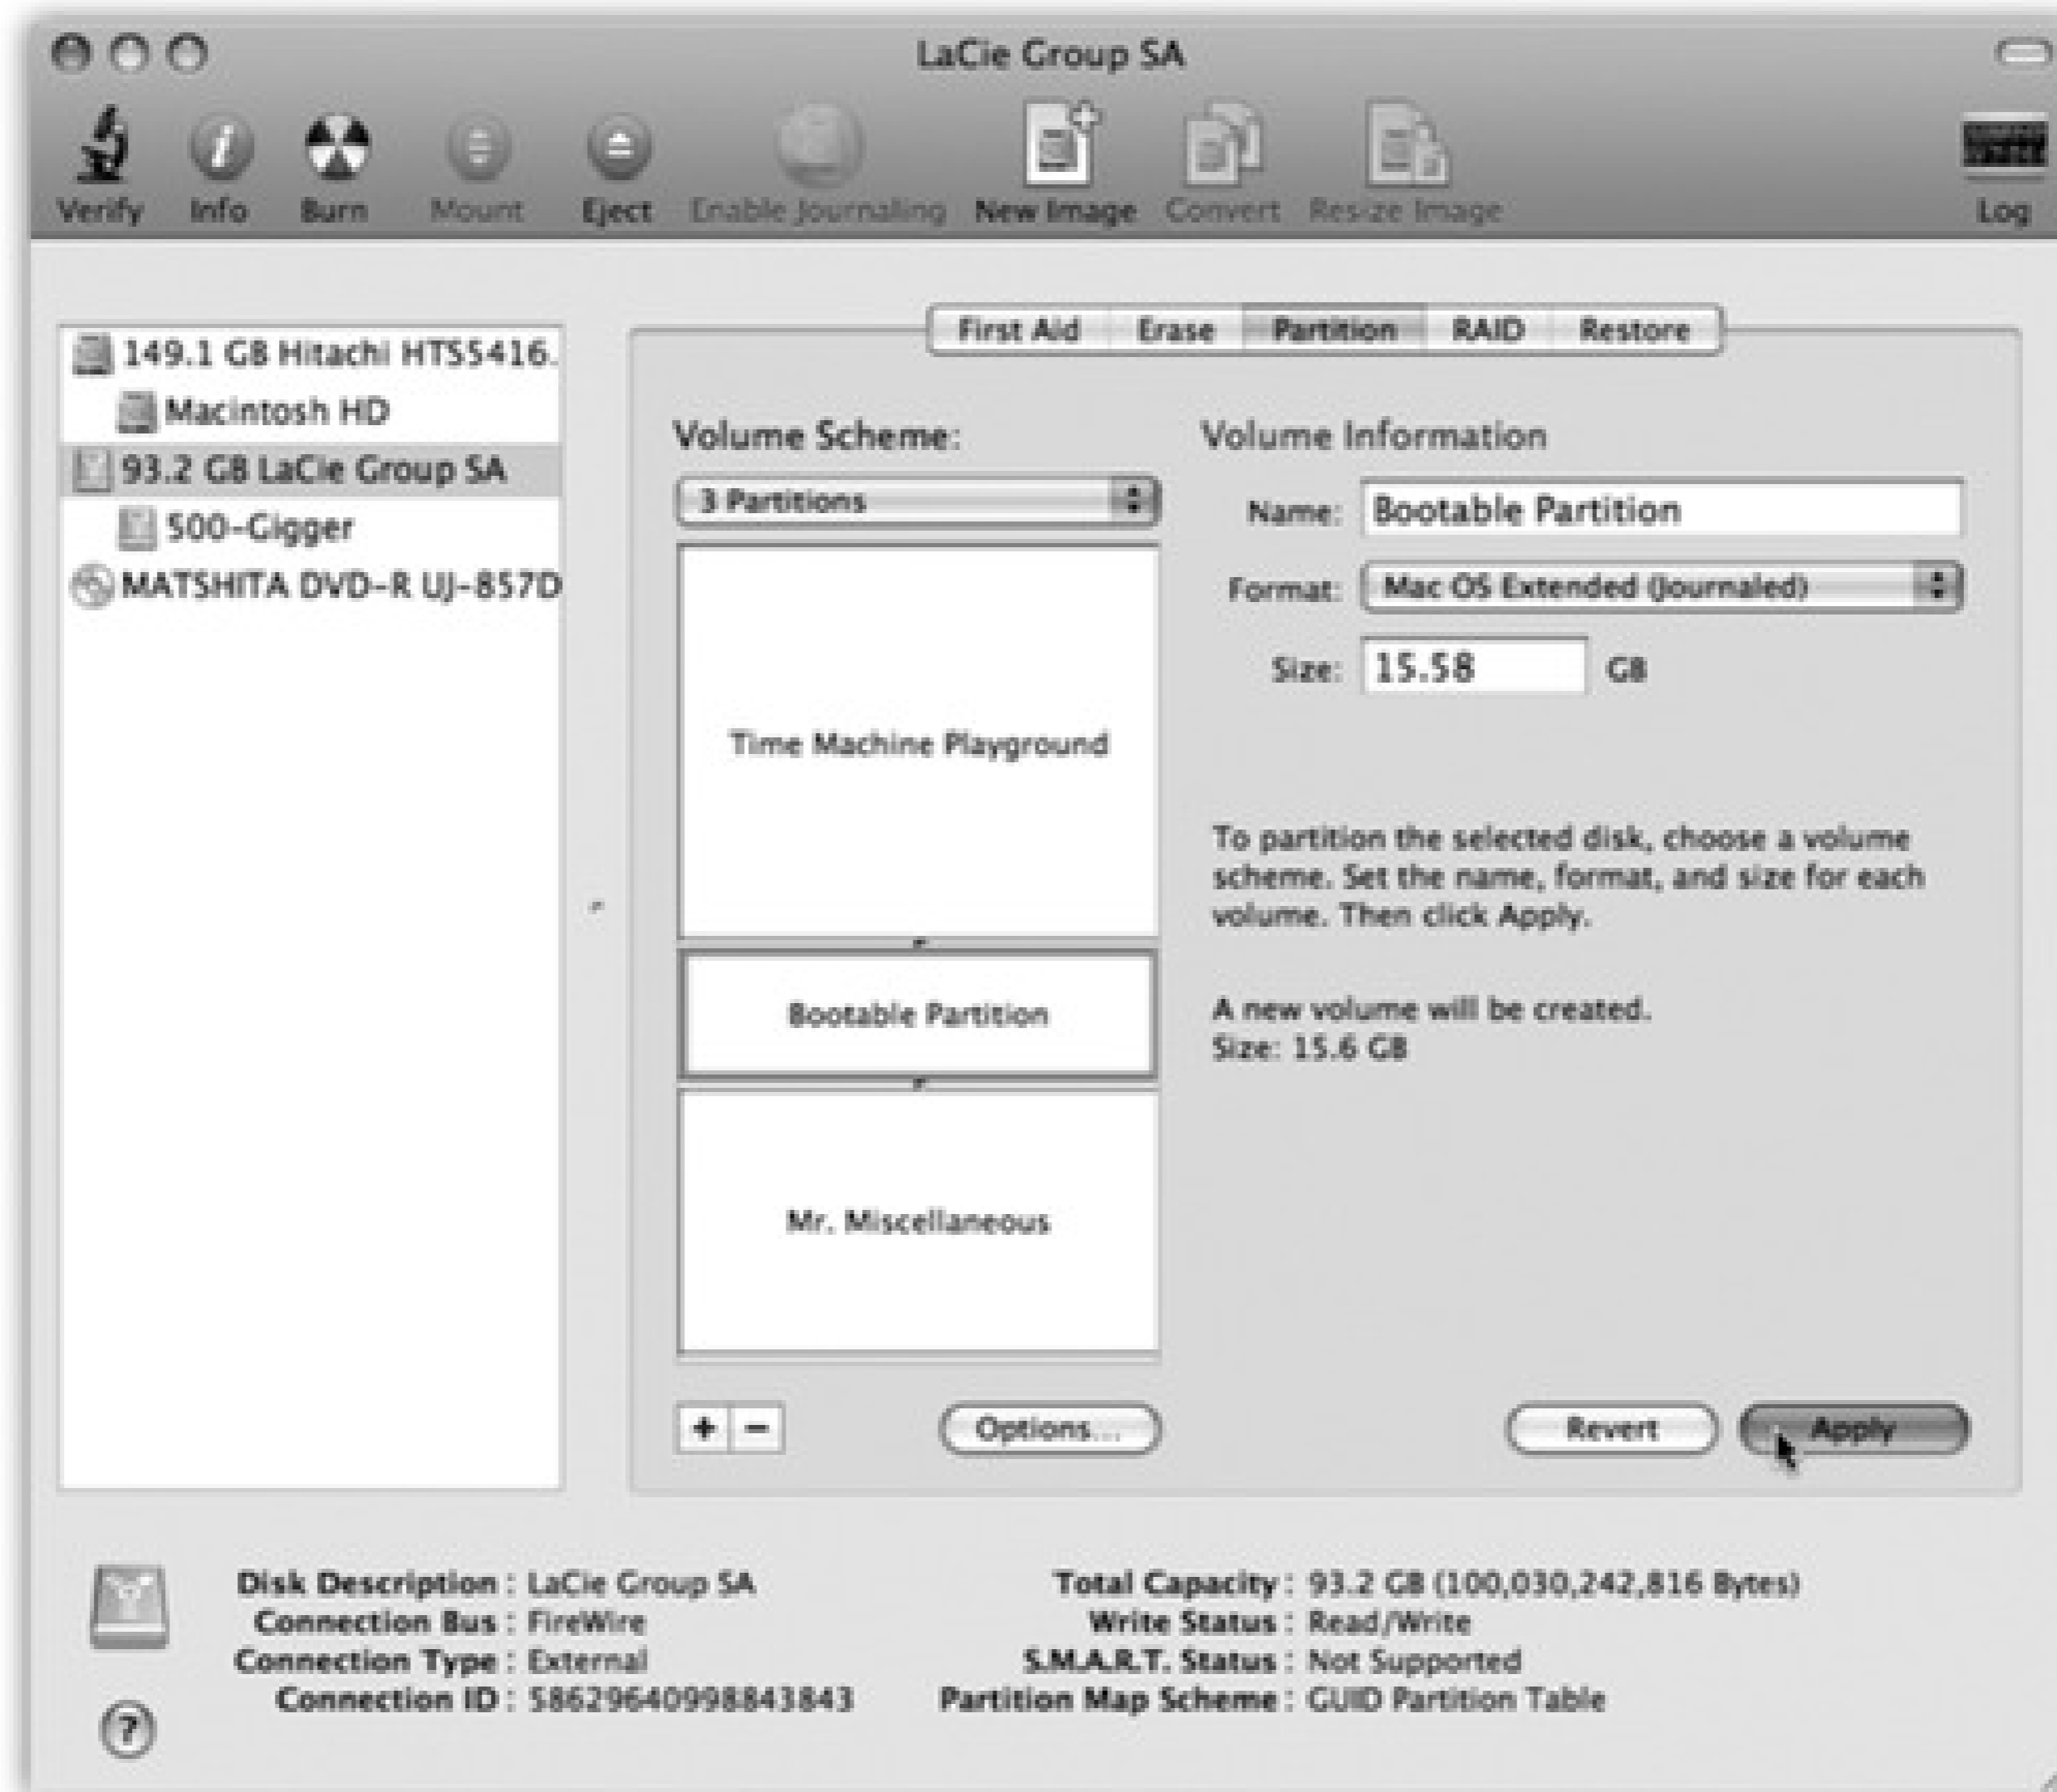 LaCie Group SA
Verify Info Burn Mount Eject Enable Journaling New Image Convert Resize Image Log
149.1 GB Hitachi HTS5416.
Macintosh HD
93.2 GB LaCie Group SA
500-Gigger
MATSHITA DVD-R UJ-857D
First Aid Erase Partition RAID Restore
Volume Scheme:
3 Partitions
Time Machine Playground
Bootable Partition
Mr. Miscellaneous
+ −
Options...
Volume Information
Name: Bootable Partition
Format: Mac OS Extended (Journaled)
Size: 15.58 GB
To partition the selected disk, choose a volume
scheme. Set the name, format, and size for each
volume. Then click Apply.
A new volume will be created.
Size: 15.6 GB
Revert Apply
Disk Description : LaCie Group SA
Connection Bus : FireWire
Connection Type : External
Connection ID : 58629640998843843
Total Capacity : 93.2 GB (100,030,242,816 Bytes)
Write Status : Read/Write
S.M.A.R.T. Status : Not Supported
Partition Map Scheme : GUID Partition Table
?